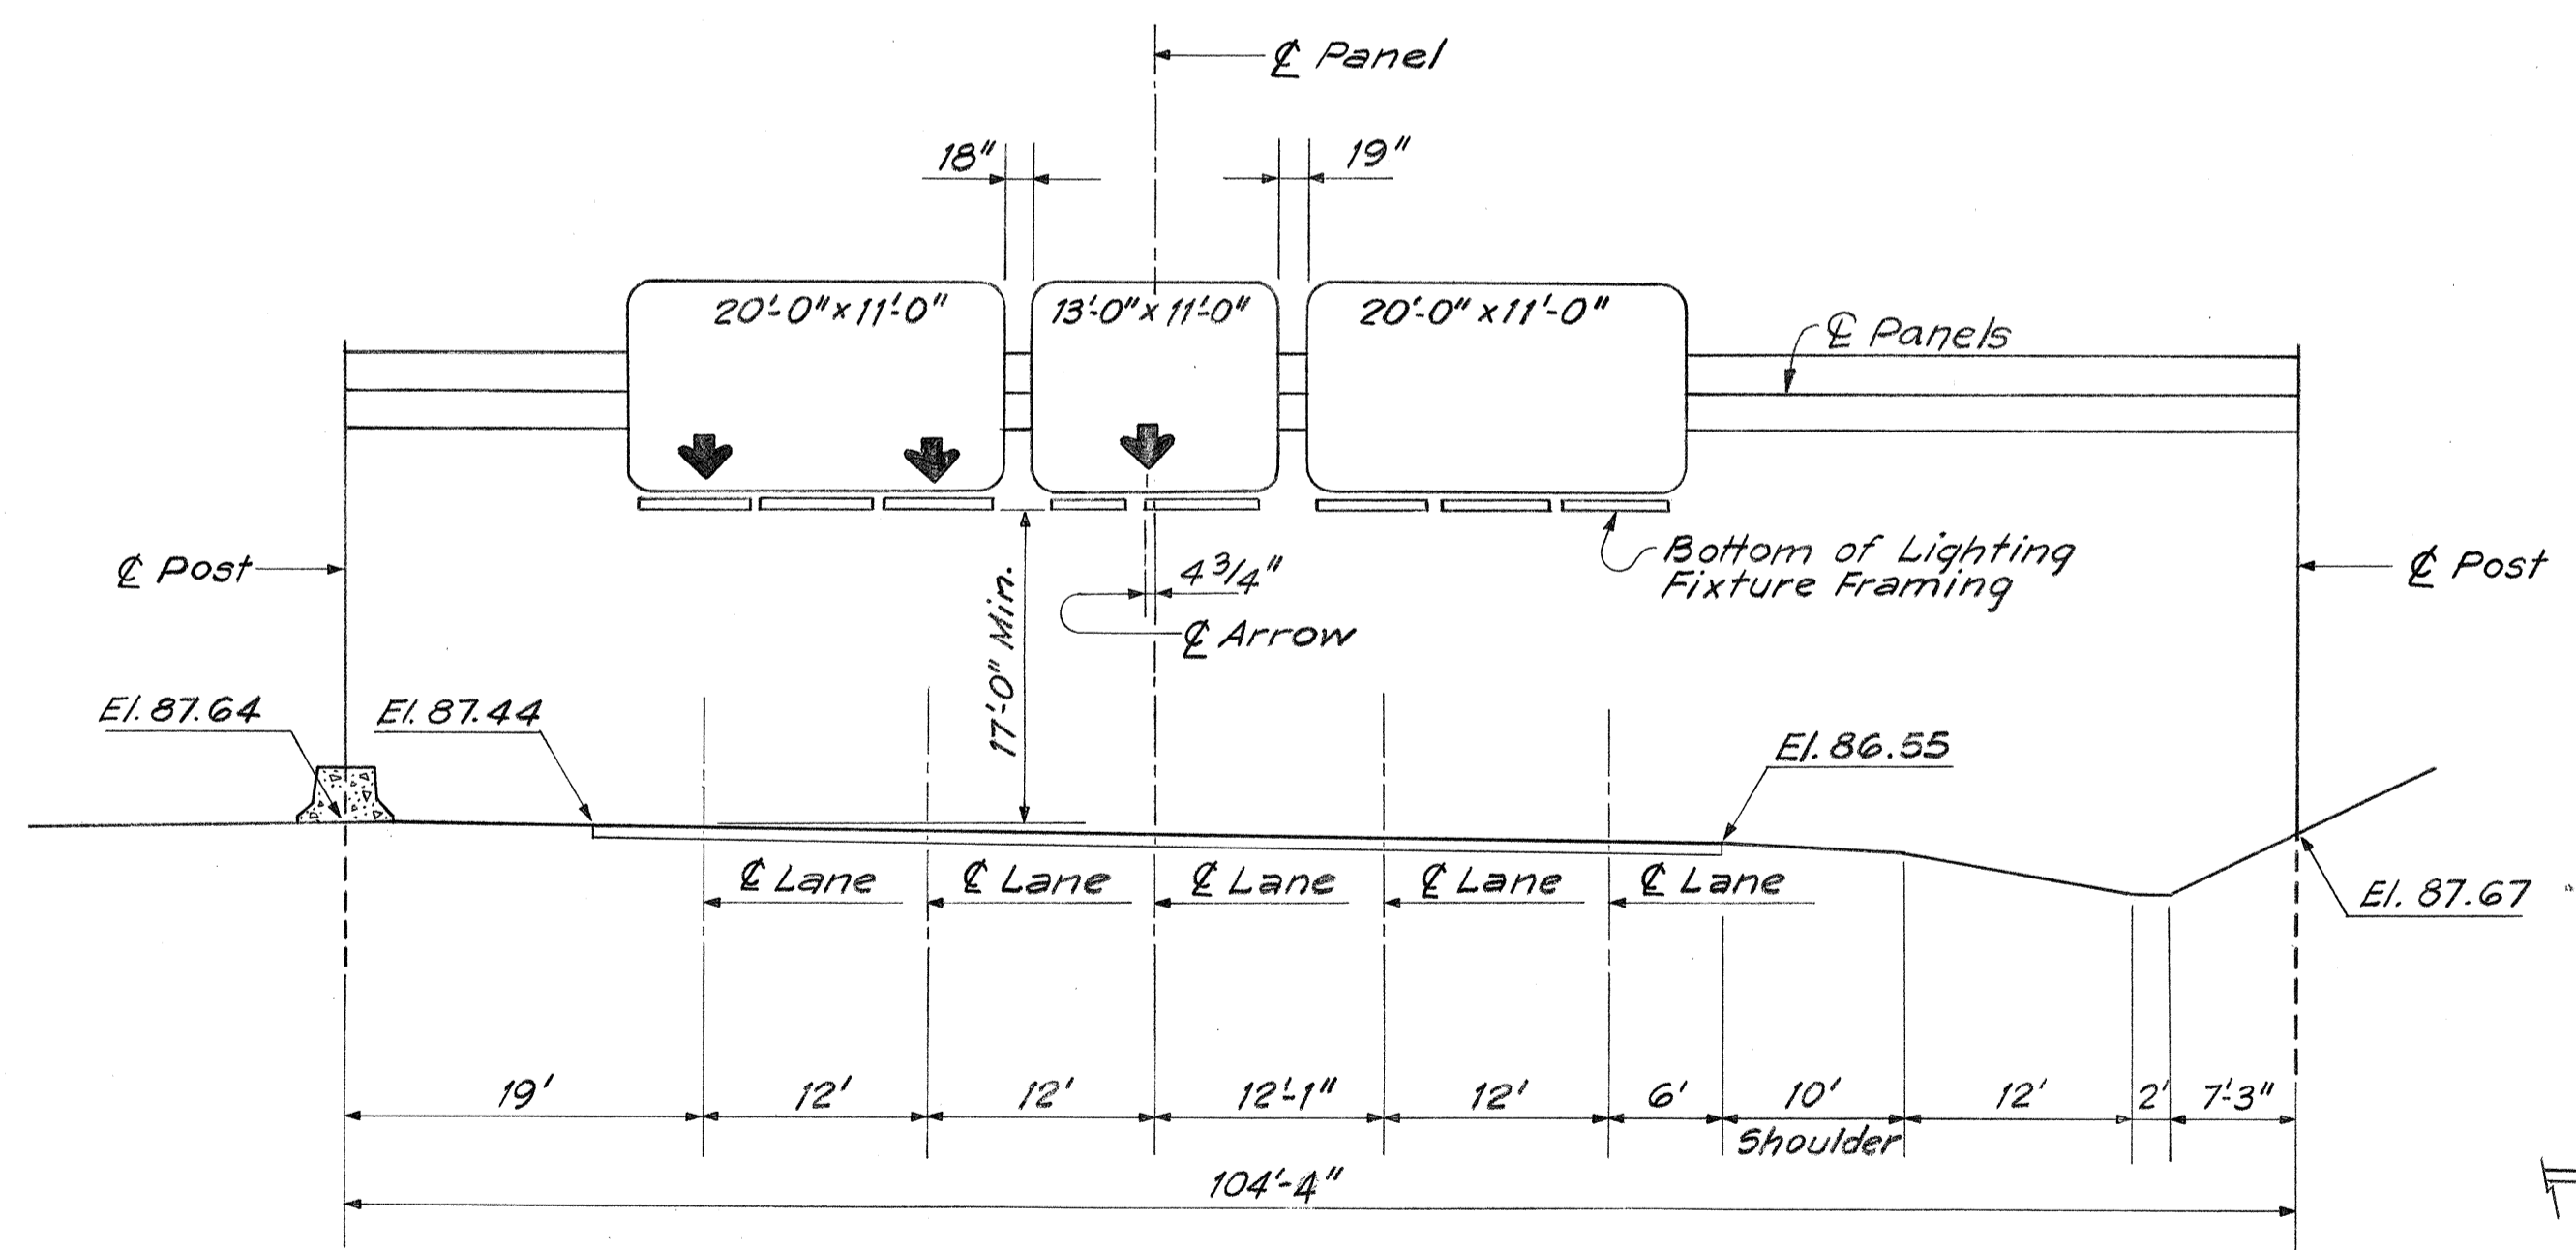 ℄ Panel
18" 19"
20'-0" x 11'-0" 13'-0" x 11'-0" 20'-0" x 11'-0"
℄ Panels
℄ Post
17'-0" Min.
4 3/4"
℄ Arrow
Bottom of Lighting
Fixture Framing
℄ Post
El. 87.64
El. 87.44
El. 86.55
El. 87.67
℄ Lane ℄ Lane ℄ Lane ℄ Lane ℄ Lane
19' 12' 12' 12'-1" 12' 6' 10' 12' 2' 7'-3"
Shoulder
104'-4"